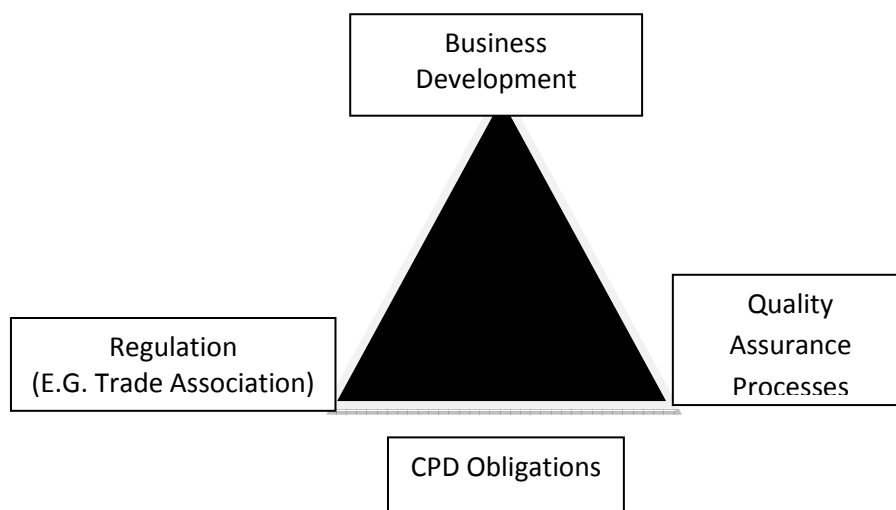 Business
Development
Regulation
(E.G. Trade Association)
Quality
Assurance
Processes
CPD Obligations